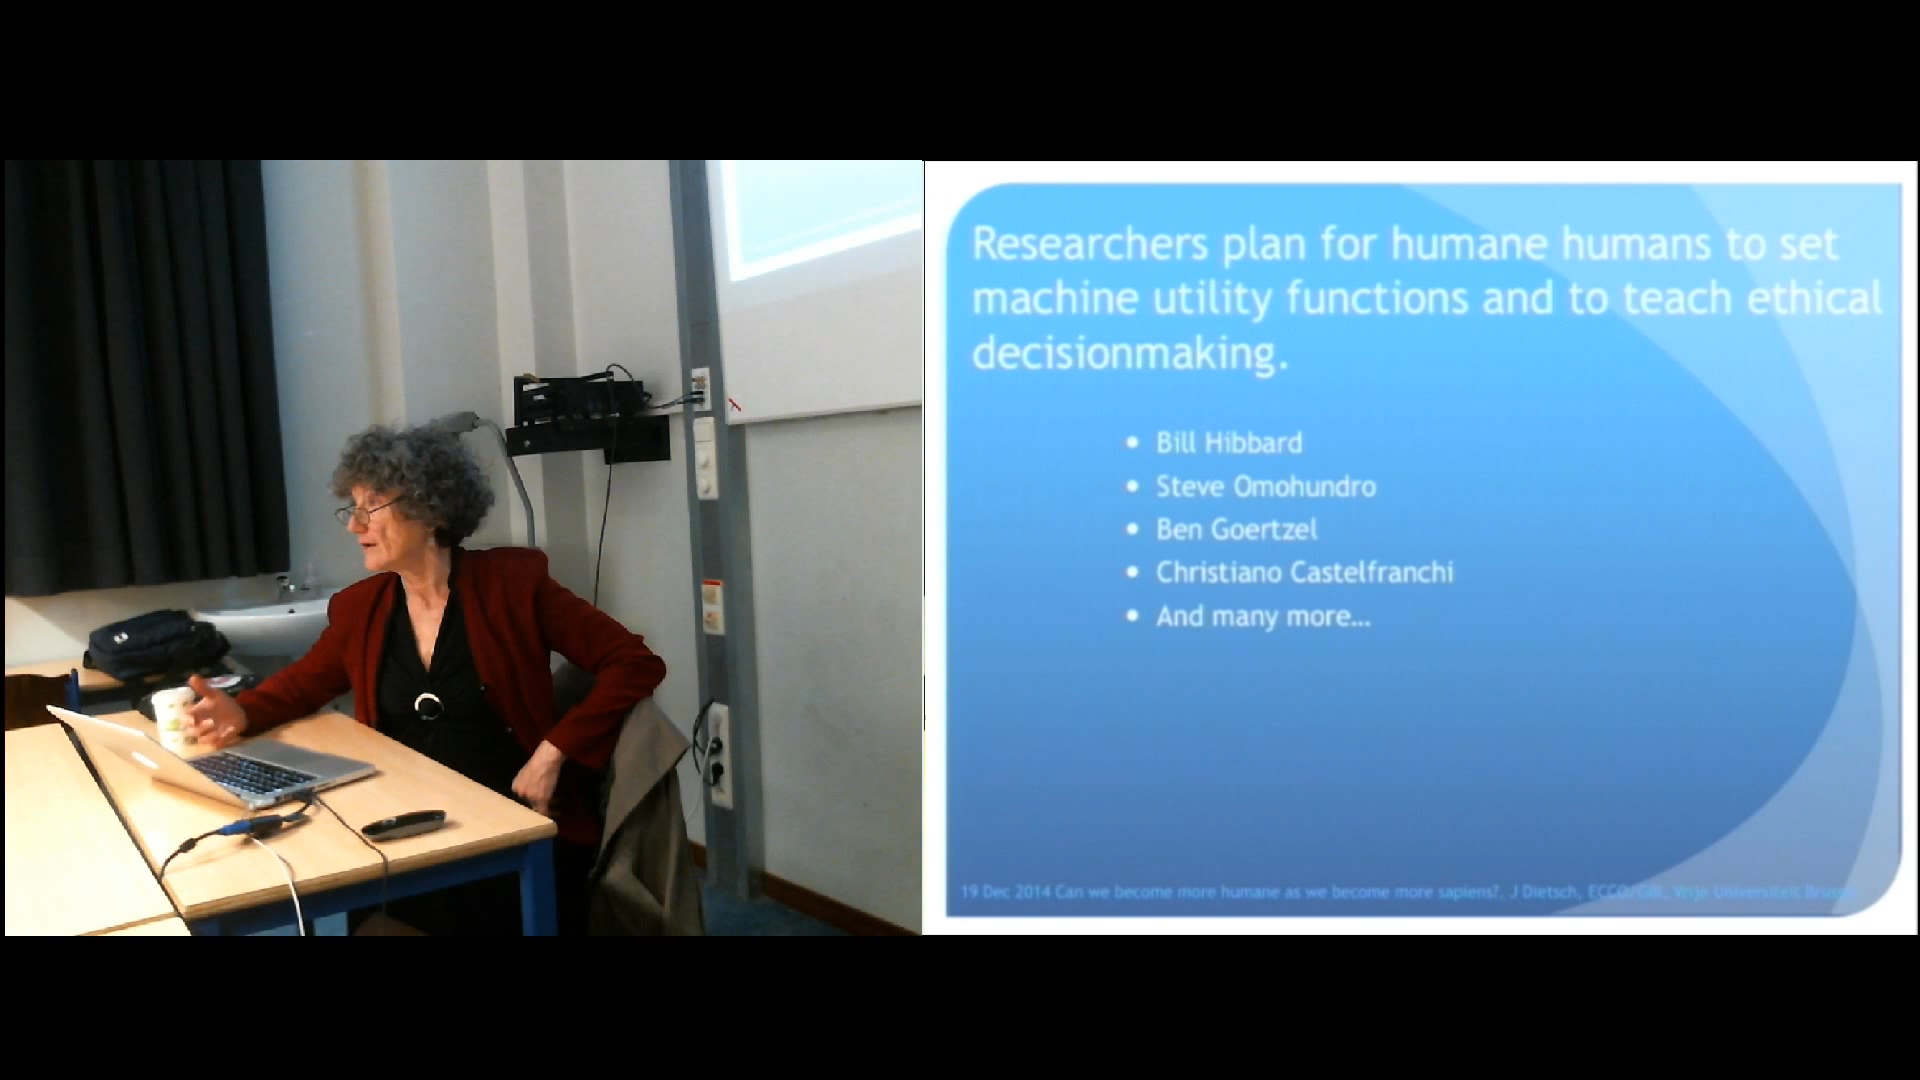 Researchers plan for humane humans to set
machine utility functions and to teach ethical
decisionmaking.
• Bill Hibbard
• Steve Omohundro
• Ben Goertzel
• Christiano Castelfranchi
• And many more...
19 Dec 2014 Can we become more humane as we become more sapiens?, J Dietsch, ECCO/GBI, Vrije Universiteit Brussel